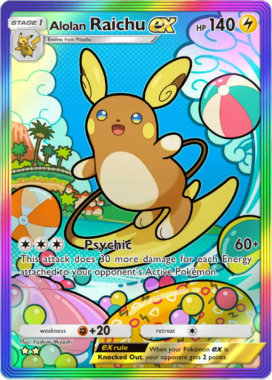 STAGE 1
Alolan Raichu ex
HP 140
Evolves from Pikachu
Psychic 60+
This attack does 30 more damage for each Energy
attached to your opponent's Active Pokémon.
weakness +20 retreat
Illus. Yoshimi Miyoshi
ex rule
When your Pokémon ex is
Knocked Out, your opponent gets 2 points.